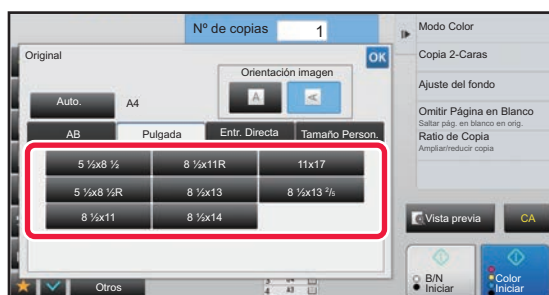 Nº de copias 1
Original
OK
Orientación imagen
A A
Auto. A4
AB Pulgada Entr. Directa Tamaño Person.
5 ½x8 ½ 8 ½x11R 11x17
5 ½x8 ½R 8 ½x13 8 ½x13 ²/₅
8 ½x11 8 ½x14
Otros
Modo Color
Copia 2-Caras
Ajuste del fondo
Omitir Página en Blanco
Saltar pág. en blanco en orig.
Ratio de Copia
Ampliar/reducir copia
Vista previa CA
B/N
Iniciar
Color
Iniciar